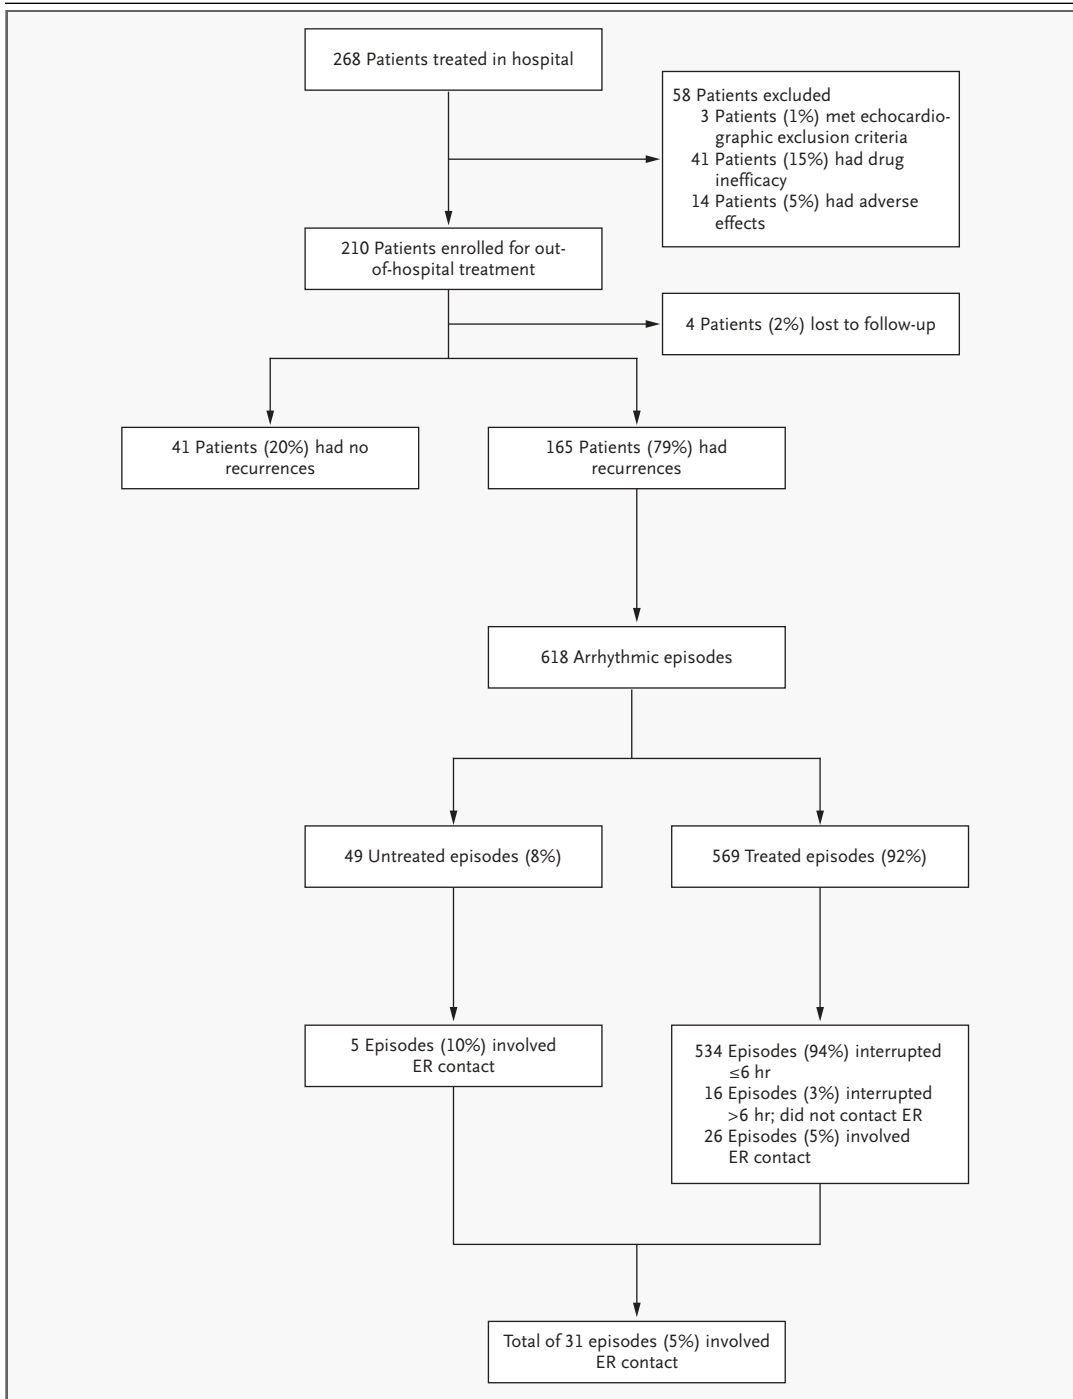 268 Patients treated in hospital
58 Patients excluded
3 Patients (1%) met echocardio-
graphic exclusion criteria
41 Patients (15%) had drug
inefficacy
14 Patients (5%) had adverse
effects
210 Patients enrolled for out-
of-hospital treatment
4 Patients (2%) lost to follow-up
41 Patients (20%) had no
recurrences
165 Patients (79%) had
recurrences
618 Arrhythmic episodes
49 Untreated episodes (8%)
569 Treated episodes (92%)
5 Episodes (10%) involved
ER contact
534 Episodes (94%) interrupted
≤6 hr
16 Episodes (3%) interrupted
>6 hr; did not contact ER
26 Episodes (5%) involved
ER contact
Total of 31 episodes (5%) involved
ER contact